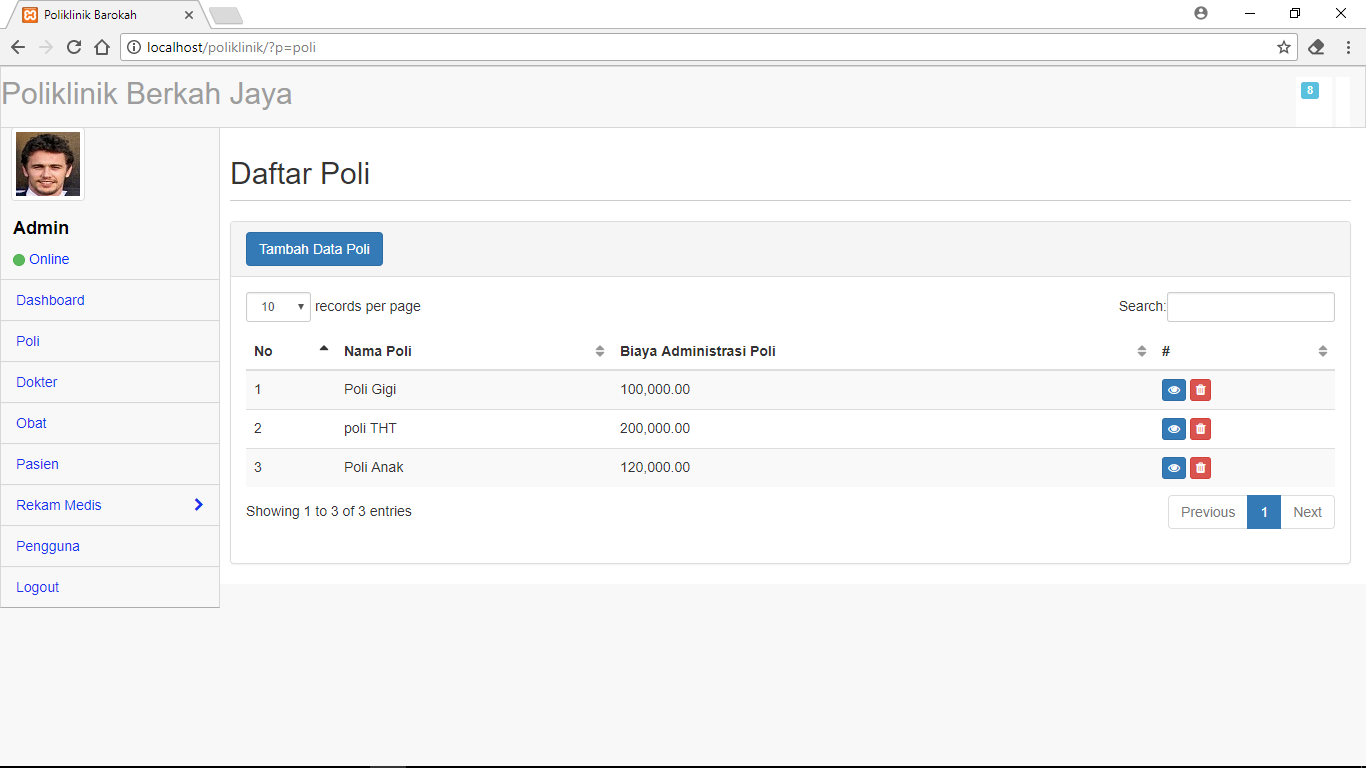 Poliklinik Barokah
localhost/poliklinik/?p=poli
Poliklinik Berkah Jaya
8
Admin
Online
Dashboard
Poli
Dokter
Obat
Pasien
Rekam Medis
Pengguna
Logout
Daftar Poli
Tambah Data Poli
10 records per page Search:
No Nama Poli Biaya Administrasi Poli #
1 Poli Gigi 100,000.00
2 poli THT 200,000.00
3 Poli Anak 120,000.00
Showing 1 to 3 of 3 entries Previous 1 Next